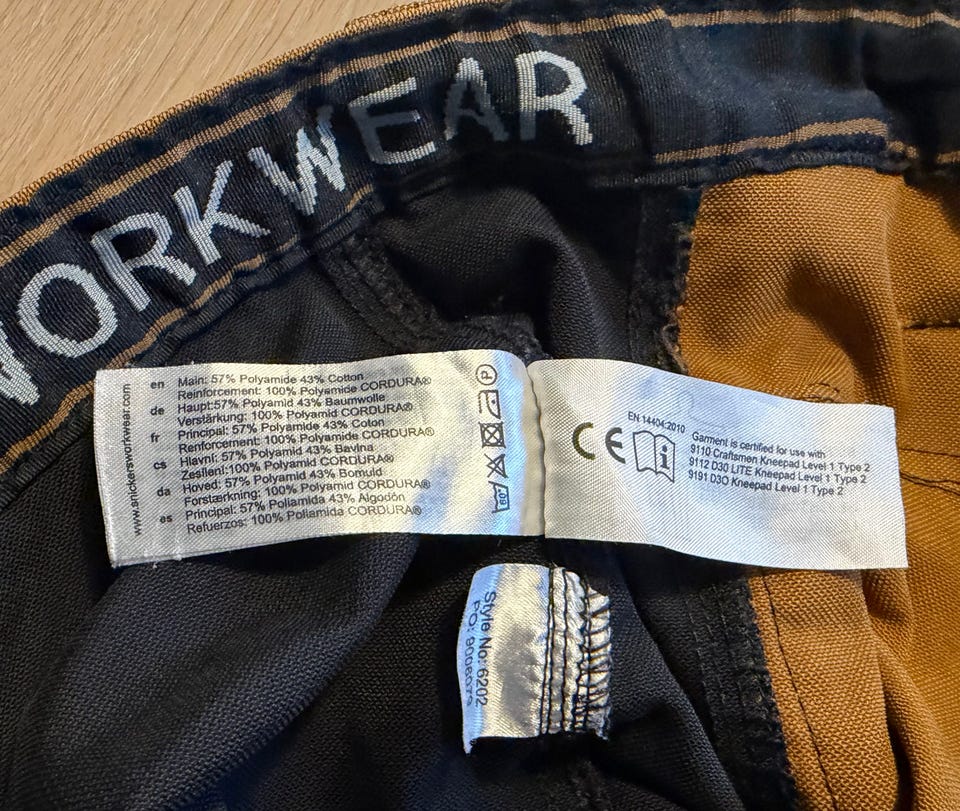 WORKWEAR
www.snickersworkwear.com
en Main: 57% Polyamide 43% Cotton
Reinforcement: 100% Polyamide CORDURA®
de Haupt:57% Polyamid 43% Baumwolle
Verstärkung: 100% Polyamid CORDURA®
fr Principal: 57% Polyamide 43% Coton
Renforcement: 100% Polyamide CORDURA®
cs Hlavní: 57% Polyamid 43% Bavlna
Zesílení:100% Polyamid CORDURA®
da Hoved: 57% Polyamid 43% Bomuld
Forstærkning: 100% Polyamid CORDURA®
es Principal: 57% Poliamida 43% Algodón
Refuerzos: 100% Poliamida CORDURA®
P
60°
CE
i
EN 14404:2010
Garment is certified for use with
9110 Craftsmen Kneepad Level 1 Type 2
9112 D30 LITE Kneepad Level 1 Type 2
9191 D3O Kneepad Level 1 Type 2
Style No: 6202
PO: